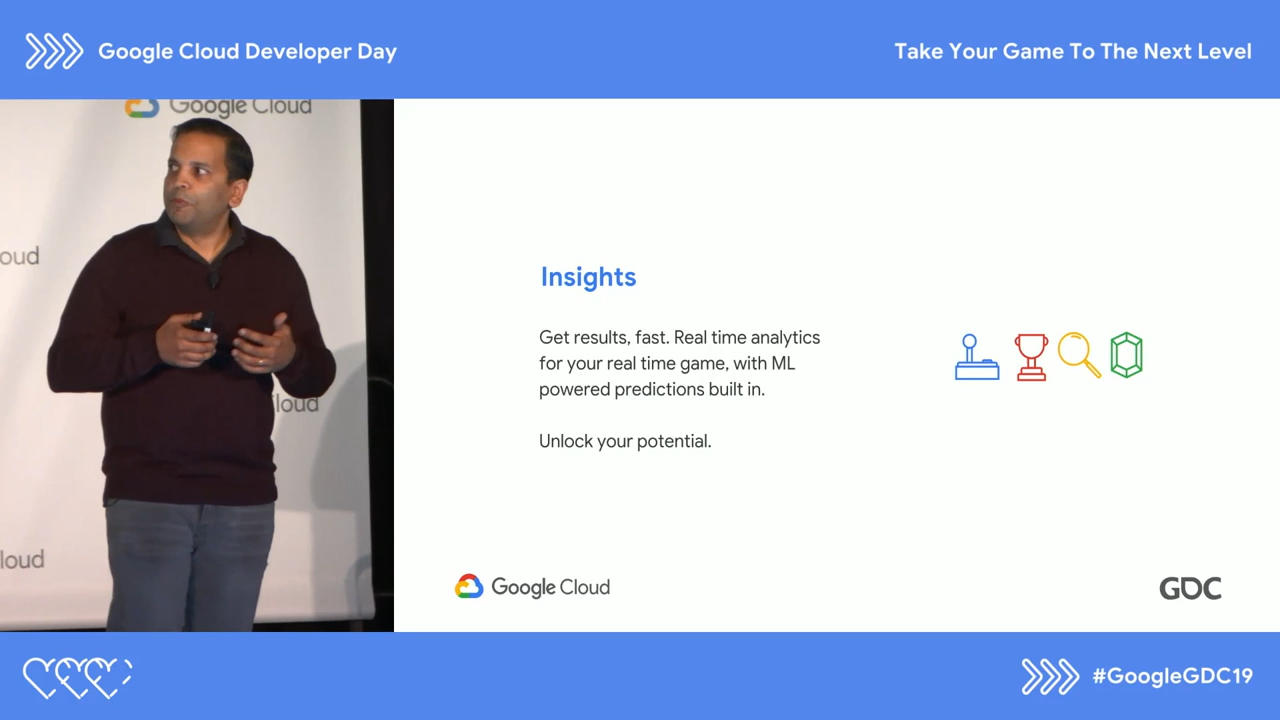 Google Cloud Developer Day
Take Your Game To The Next Level
Google Cloud
oud
loud
loud
Insights
Get results, fast. Real time analytics
for your real time game, with ML
powered predictions built in.
Unlock your potential.
Google Cloud
GDC
#GoogleGDC19